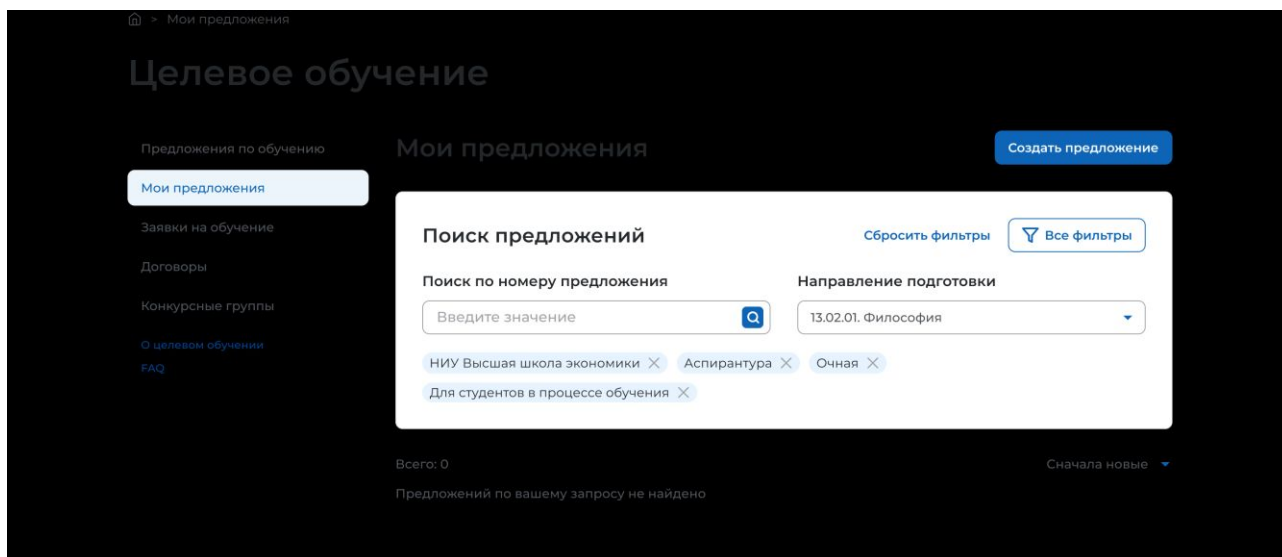 > Мои предложения
Целевое обучение
Предложения по обучению
Мои предложения
Заявки на обучение
Договоры
Конкурсные группы
О целевом обучении
FAQ
Мои предложения
Создать предложение
Поиск предложений
Сбросить фильтры
Все фильтры
Поиск по номеру предложения
Введите значение
Направление подготовки
13.02.01. Философия
НИУ Высшая школа экономики
Аспирантура
Очная
Для студентов в процессе обучения
Всего: 0
Сначала новые
Предложений по вашему запросу не найдено